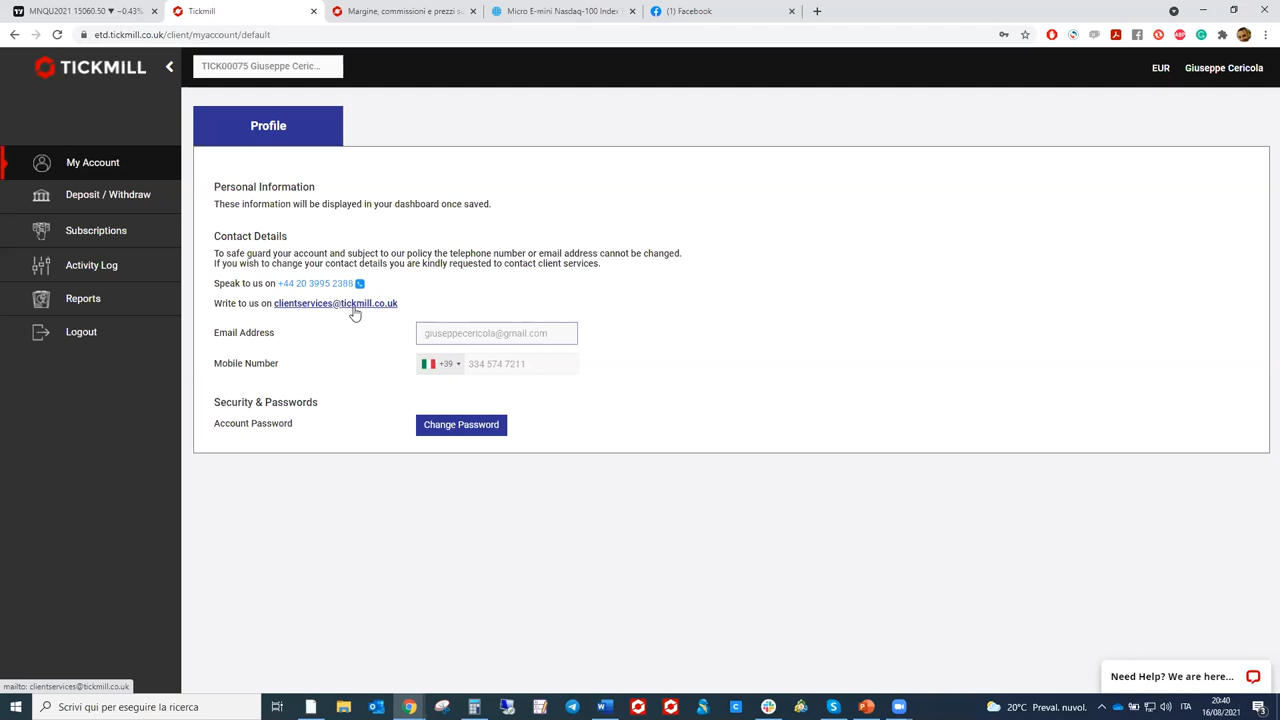 MNQU2021 15060.50 ▼ −0.43%
Tickmill
Margine, commissioni e prezzi s
Micro E-mini Nasdaq-100 Index
(1) Facebook
etd.tickmill.co.uk/client/myaccount/default
TICKMILL
TICK00075 Giuseppe Ceric...
EUR
Giuseppe Cericola
My Account
Deposit / Withdraw
Subscriptions
Activity Log
Reports
Logout
Profile
Personal Information
These information will be displayed in your dashboard once saved.
Contact Details
To safe guard your account and subject to our policy the telephone number or email address cannot be changed.
If you wish to change your contact details you are kindly requested to contact client services.
Speak to us on +44 20 3995 2388
Write to us on clientservices@tickmill.co.uk
Email Address
giuseppecericola@gmail.com
Mobile Number
+39
334 574 7211
Security & Passwords
Account Password
Change Password
Need Help? We are here...
mailto: clientservices@tickmill.co.uk
Scrivi qui per eseguire la ricerca
20°C Preval. nuvol.
ITA
20:40
16/08/2021